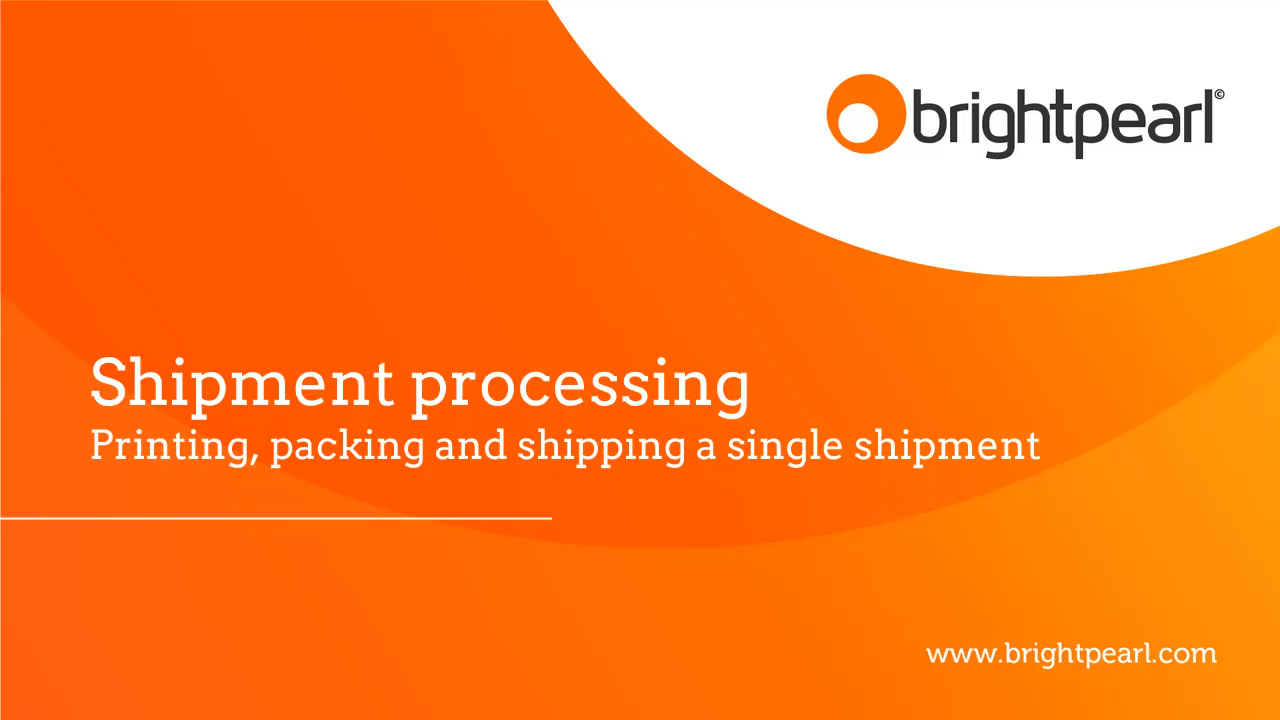 brightpearl©
Shipment processing
Printing, packing and shipping a single shipment
www.brightpearl.com